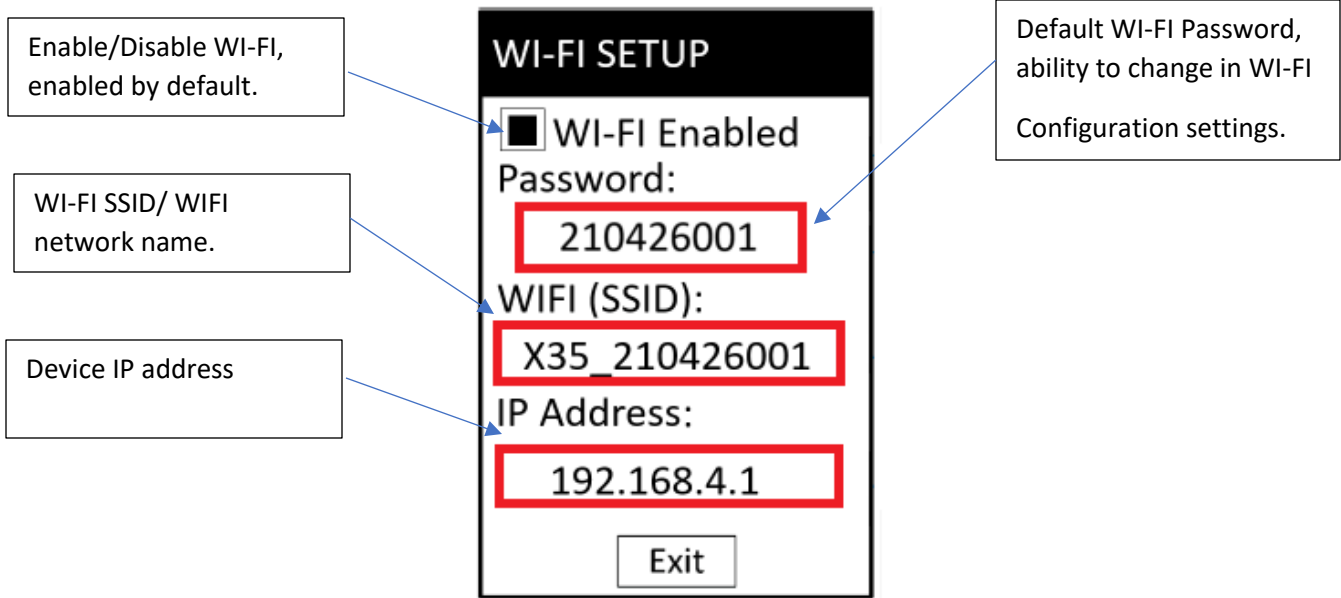 Enable/Disable WI-FI,
enabled by default.
WI-FI SSID/ WIFI
network name.
Device IP address
WI-FI SETUP
WI-FI Enabled
Password:
210426001
WIFI (SSID):
X35_210426001
IP Address:
192.168.4.1
Exit
Default WI-FI Password,
ability to change in WI-FI
Configuration settings.